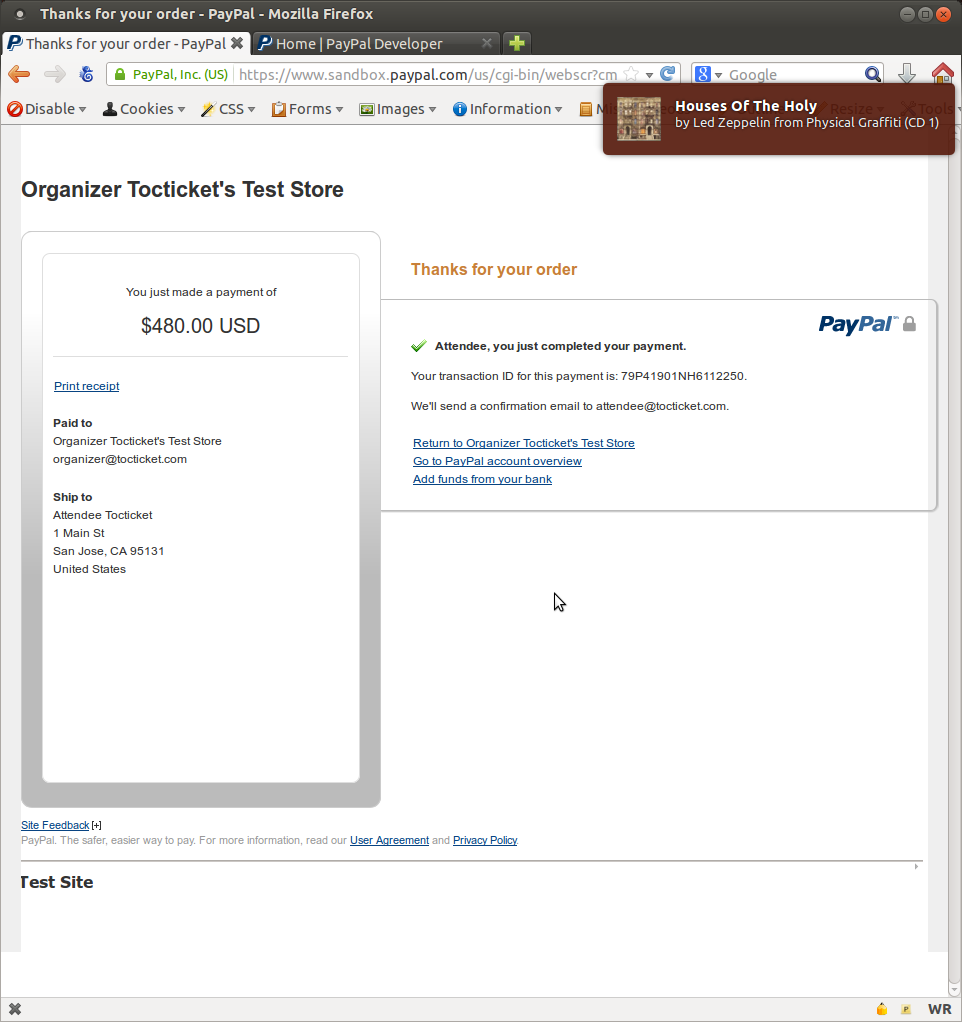 Thanks for your order - PayPal - Mozilla Firefox
Thanks for your order - PayPal
Home | PayPal Developer
PayPal, Inc. (US)
https://www.sandbox.paypal.com/us/cgi-bin/webscr?cm
Google
Disable
Cookies
CSS
Forms
Images
Information
Resize
Tools
Houses Of The Holy
by Led Zeppelin from Physical Graffiti (CD 1)
Organizer Tocticket's Test Store
You just made a payment of
$480.00 USD
Print receipt
Paid to
Organizer Tocticket's Test Store
organizer@tocticket.com
Ship to
Attendee Tocticket
1 Main St
San Jose, CA 95131
United States
Thanks for your order
PayPal
Attendee, you just completed your payment.
Your transaction ID for this payment is: 79P41901NH6112250.
We'll send a confirmation email to attendee@tocticket.com.
Return to Organizer Tocticket's Test Store
Go to PayPal account overview
Add funds from your bank
Site Feedback [+]
PayPal. The safer, easier way to pay. For more information, read our User Agreement and Privacy Policy.
Test Site
WR